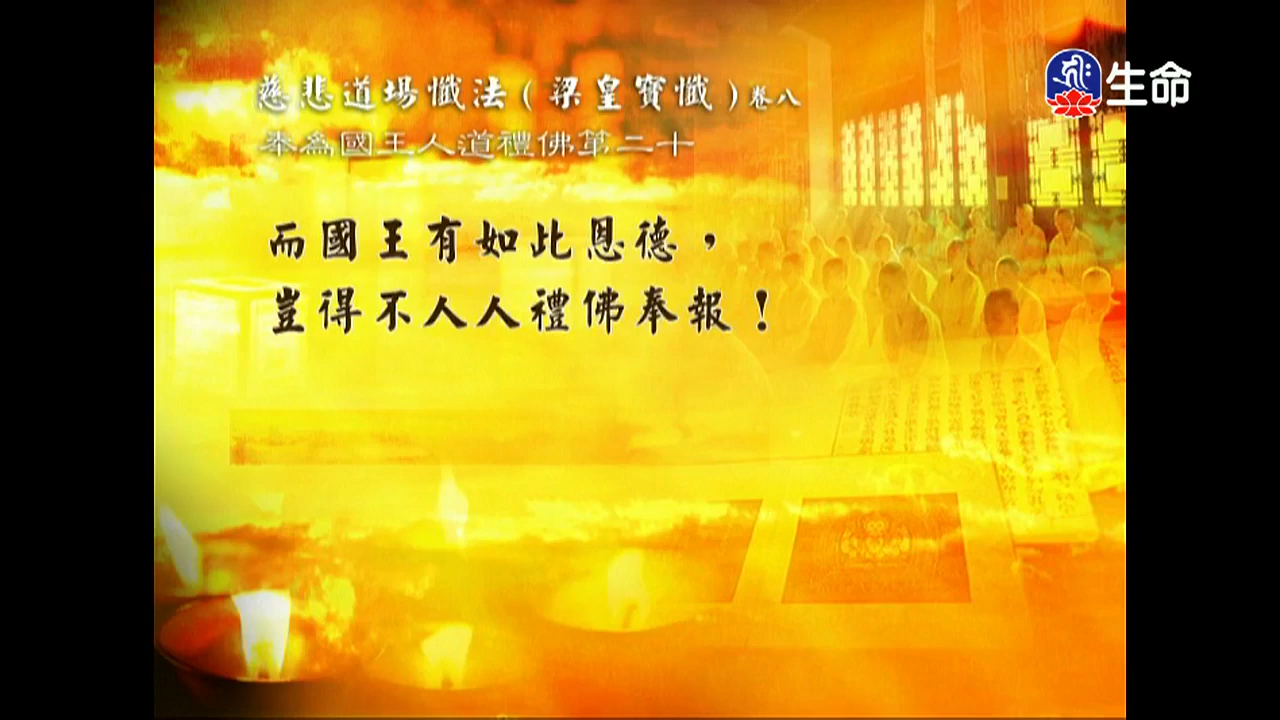 慈悲道場懺法(梁皇寶懺)卷八
奉為國王人道禮佛第二十
生命
而國王有如此恩德，
豈得不人人禮佛奉報！